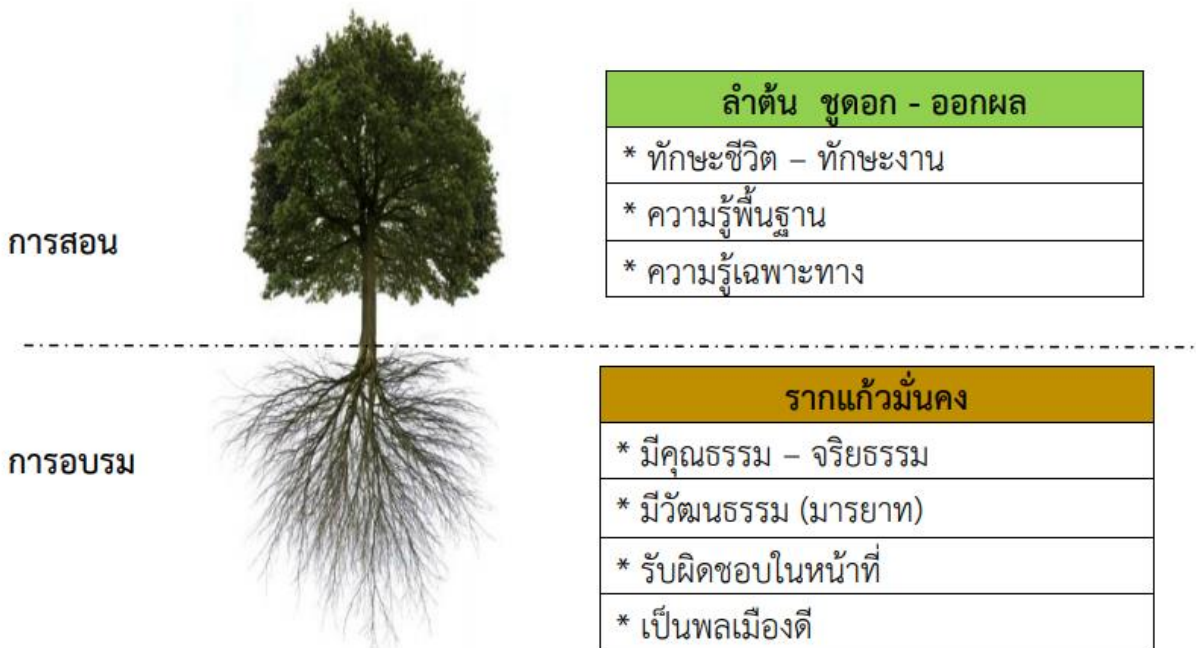 ลำต้น ชูดอก - ออกผล
* ทักษะชีวิต – ทักษะงาน
* ความรู้พื้นฐาน
การสอน
* ความรู้เฉพาะทาง
รากแก้วมั่นคง
* มีคุณธรรม – จริยธรรม
การอบรม
* มีวัฒนธรรม (มารยาท)
* รับผิดชอบในหน้าที่
* เป็นพลเมืองดี